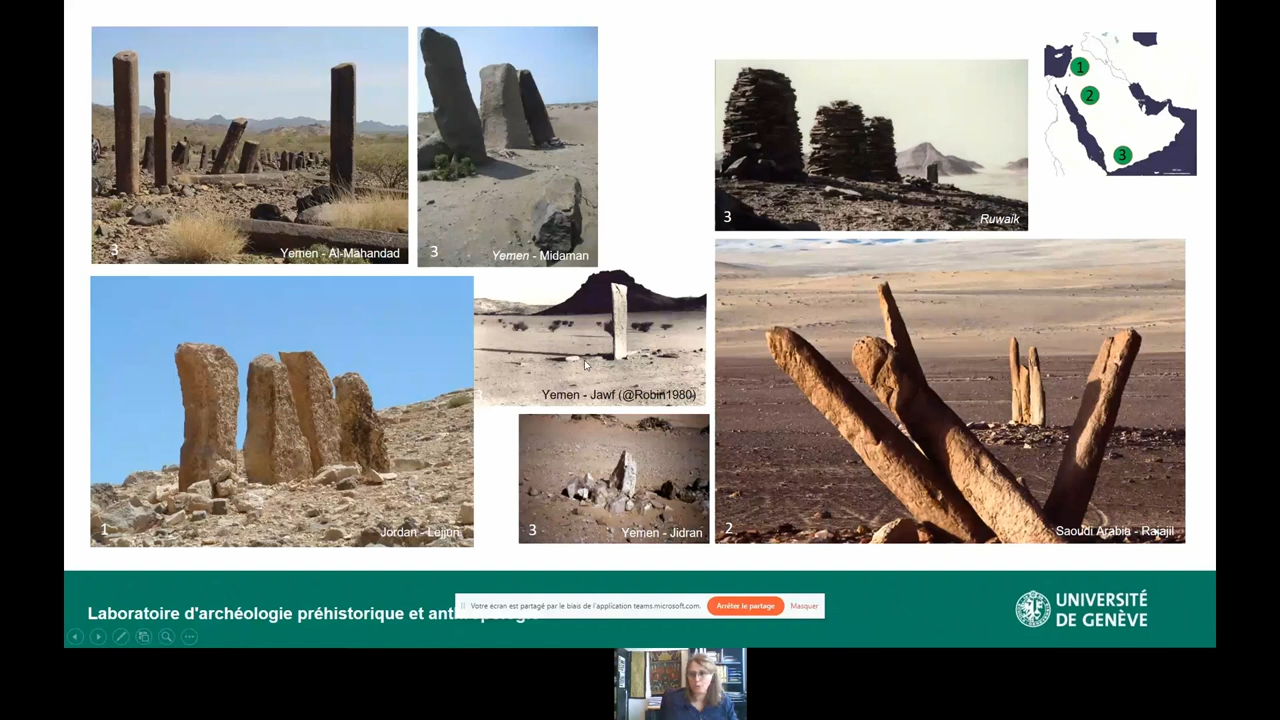 3
Yemen - Al-Mahandad
3
Yemen - Midaman
3
Ruwaik
1
2
3
3
Yemen - Jawf (@Robin1980)
1
Jordan - Lejjun
3
Yemen - Jidran
2
Saoudi Arabia - Rajajil
Laboratoire d'archéologie préhistorique et anthropologie
Votre écran est partagé par le biais de l'application teams.microsoft.com.
Arrêter le partage
Masquer
UNIVERSITÉ
DE GENÈVE